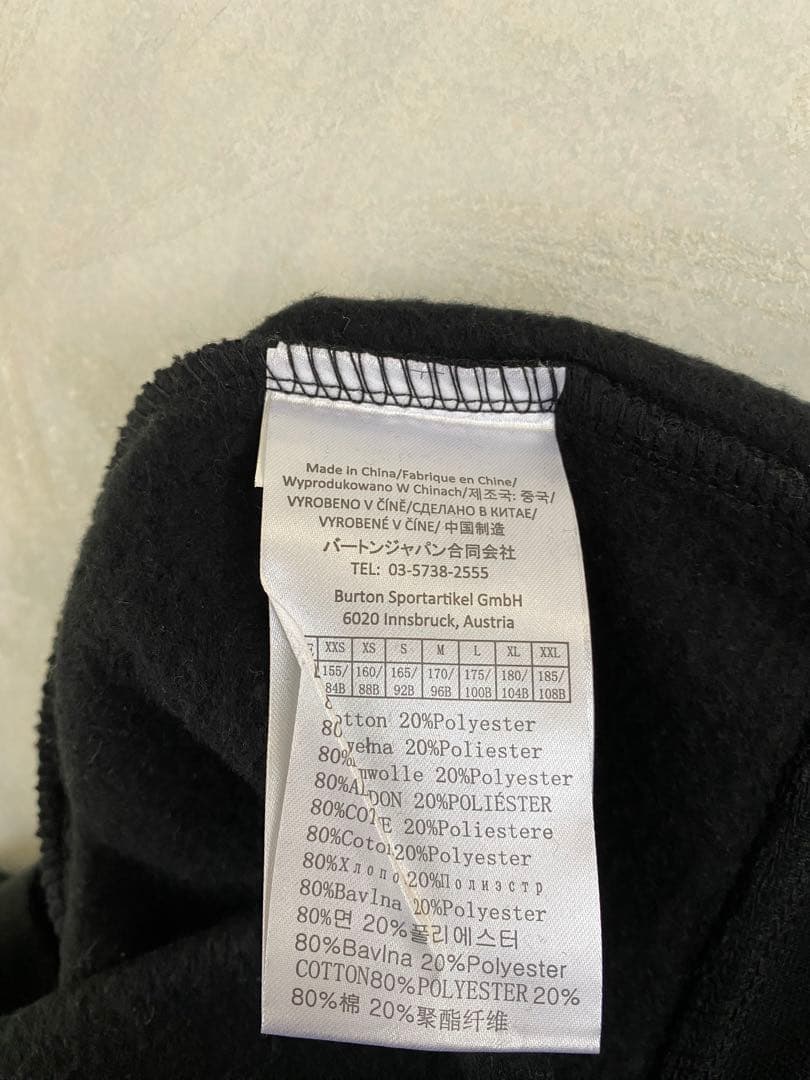 Made in China/Fabrique en Chine/
Wyprodukowano W Chinach/제조국: 중국/
VYROBENO V ČÍNĚ/СДЕЛАНО В КИТАЕ/
VYROBENÉ V ČÍNE/ 中国制造
バートンジャパン合同会社
TEL: 03-5738-2555
Burton Sportartikel GmbH
6020 Innsbruck, Austria
XXS XS S M L XL XXL
155/ 160/ 165/ 170/ 175/ 180/ 185/
84B 88B 92B 96B 100B 104B 108B
20%Polyester
20%Poliester
20%Polyester
20%POLIÉSTER
20%Poliestere
20%Polyester
20%Полиэстр
80%Bavlna 20%Polyester
80%면 20%폴리에스터
80%Bavlna 20%Polyester
COTTON80%POLYESTER 20%
80%棉 20%聚酯纤维